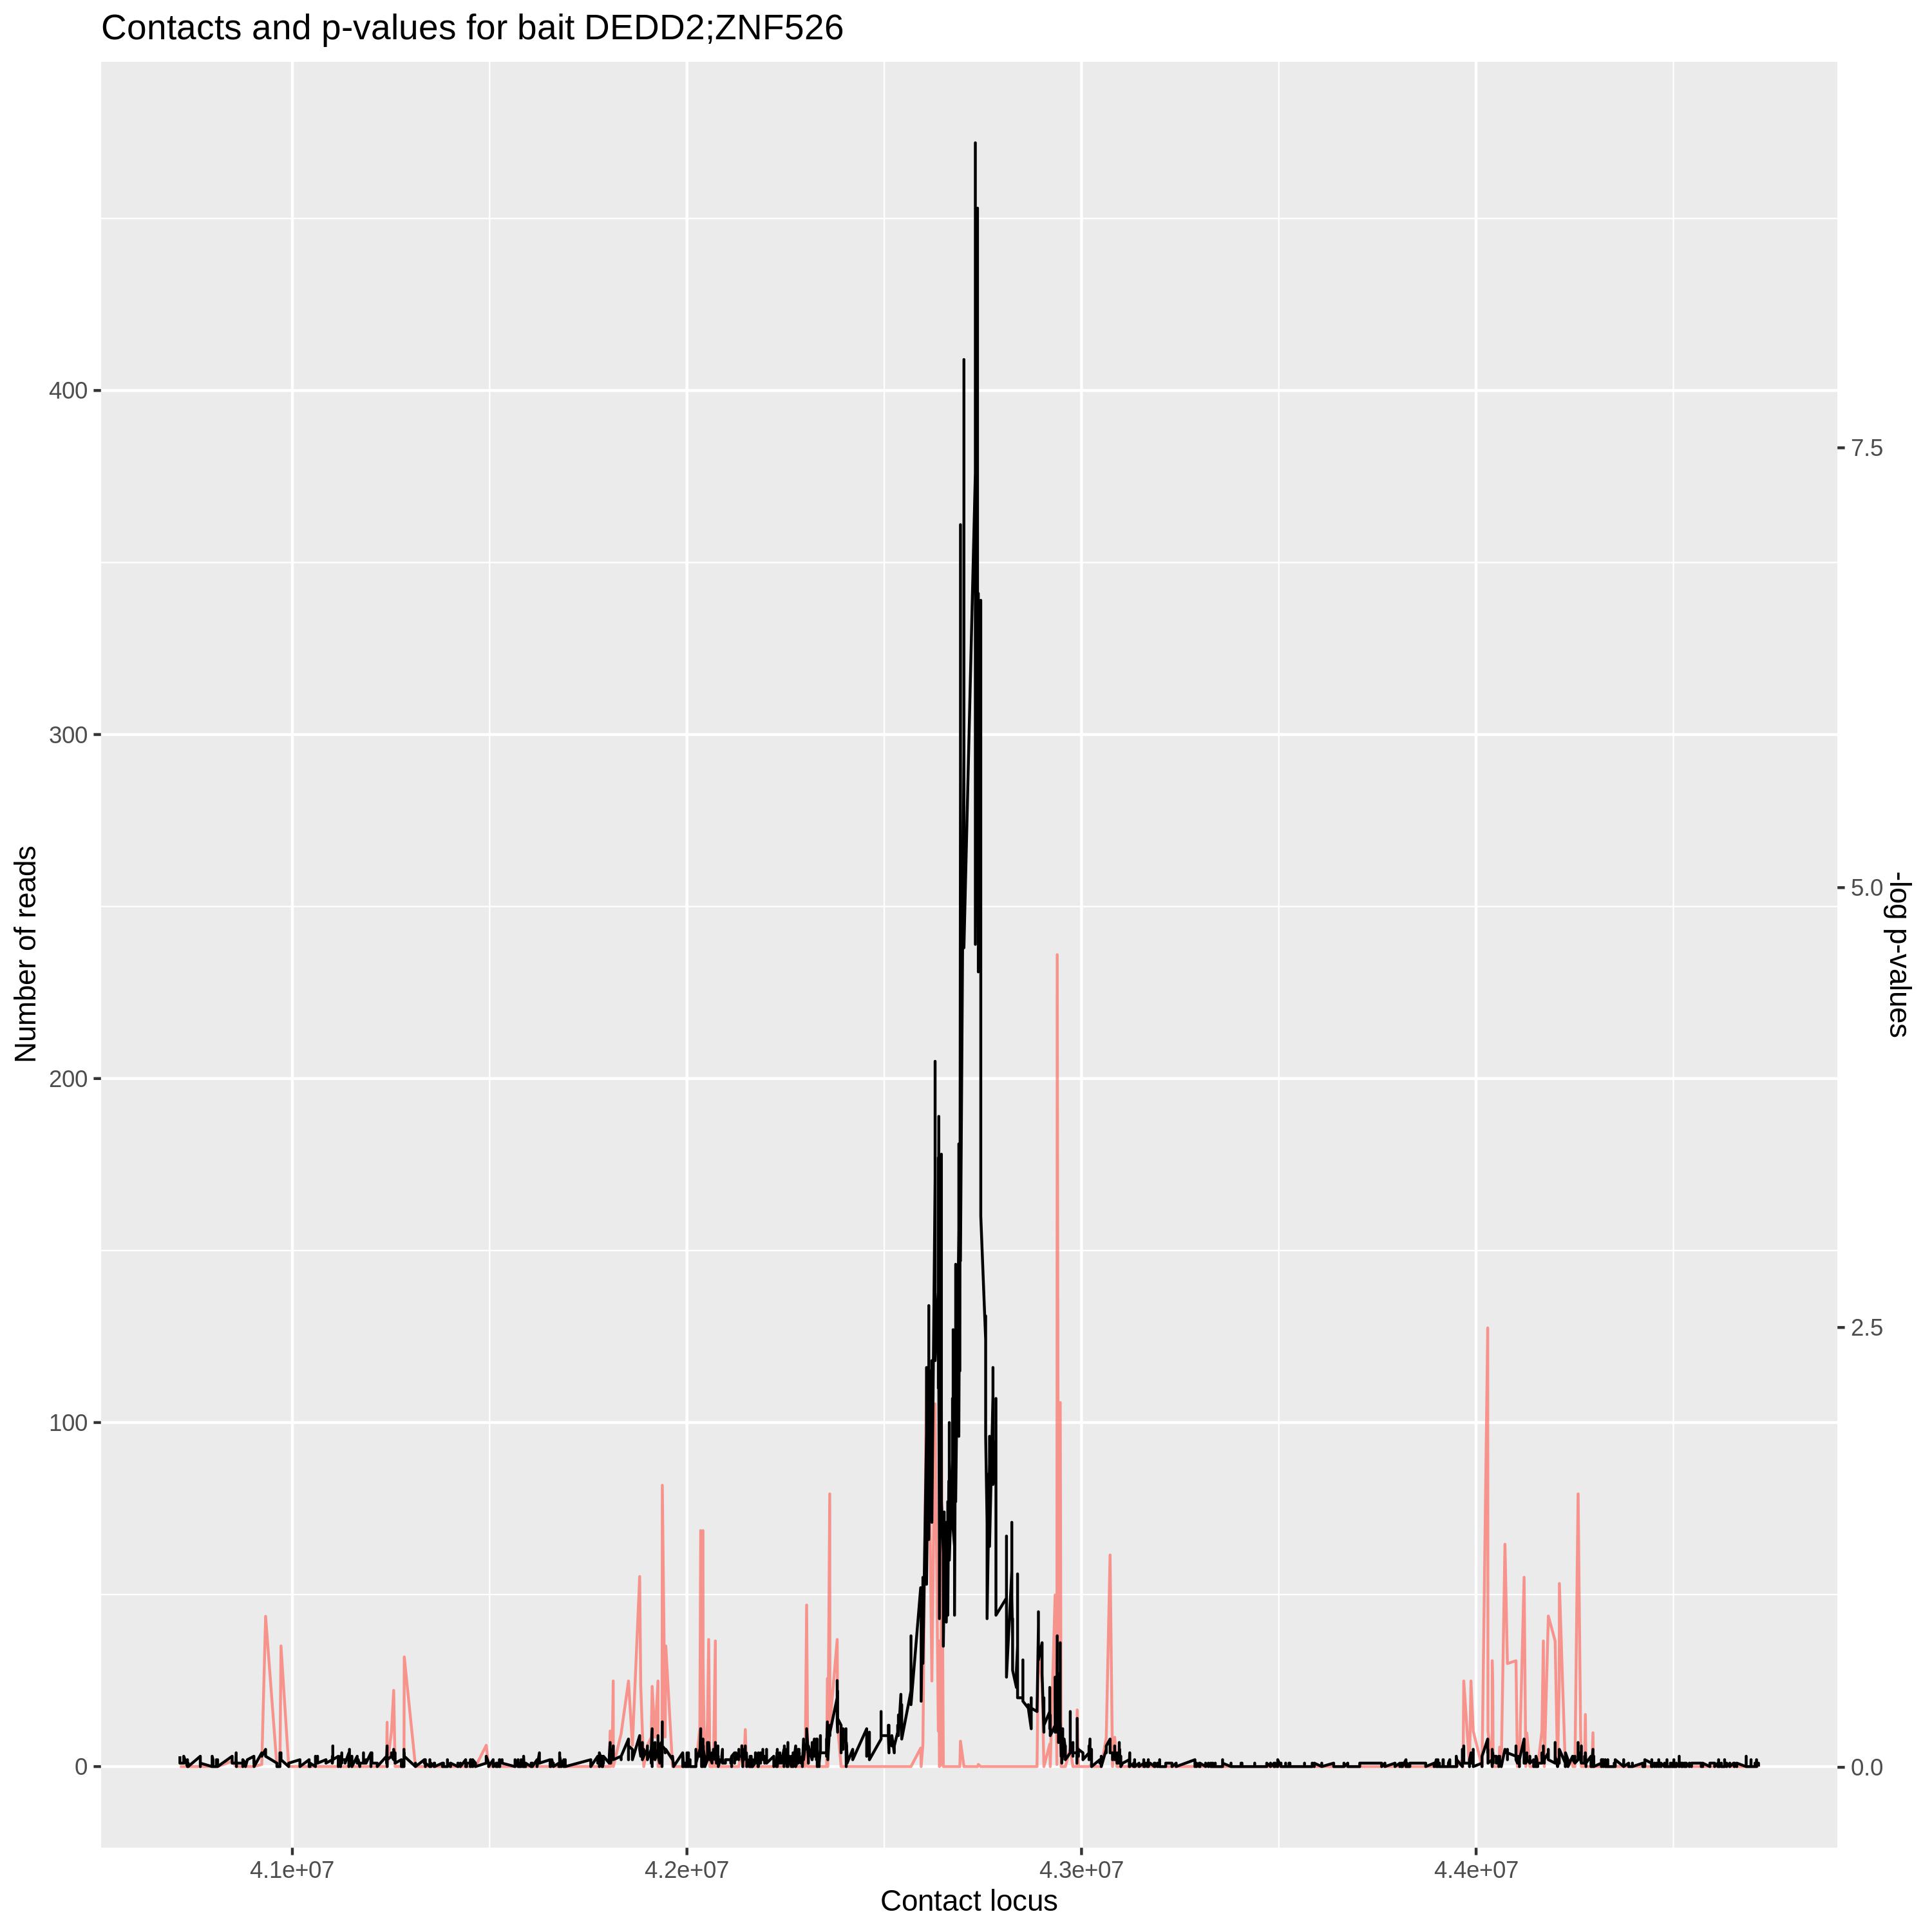 Contacts and p-values for bait DEDD2;ZNF526
400
300
200
100
0
Number of reads
7.5
5.0
2.5
0.0
-log p-values
4.1e+07 4.2e+07 4.3e+07 4.4e+07
Contact locus